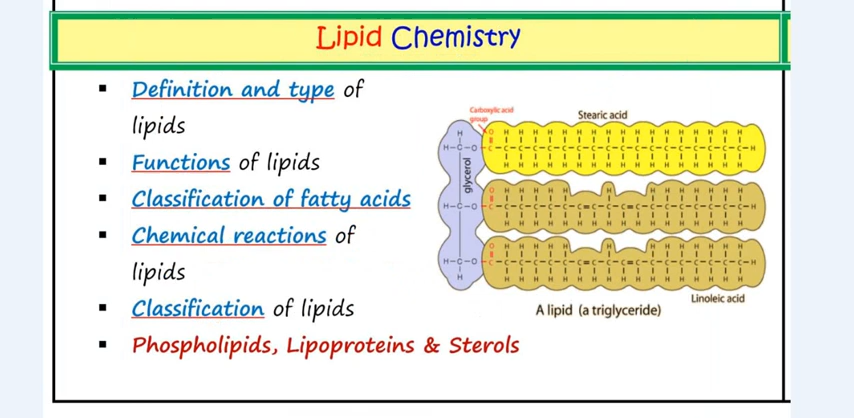 Lipid Chemistry
▪ Definition and type of
lipids
▪ Functions of lipids
▪ Classification of fatty acids
▪ Chemical reactions of
lipids
▪ Classification of lipids
▪ Phospholipids, Lipoproteins & Sterols
Carboxylic acid
group
Stearic acid
glycerol
Linoleic acid
A lipid (a triglyceride)